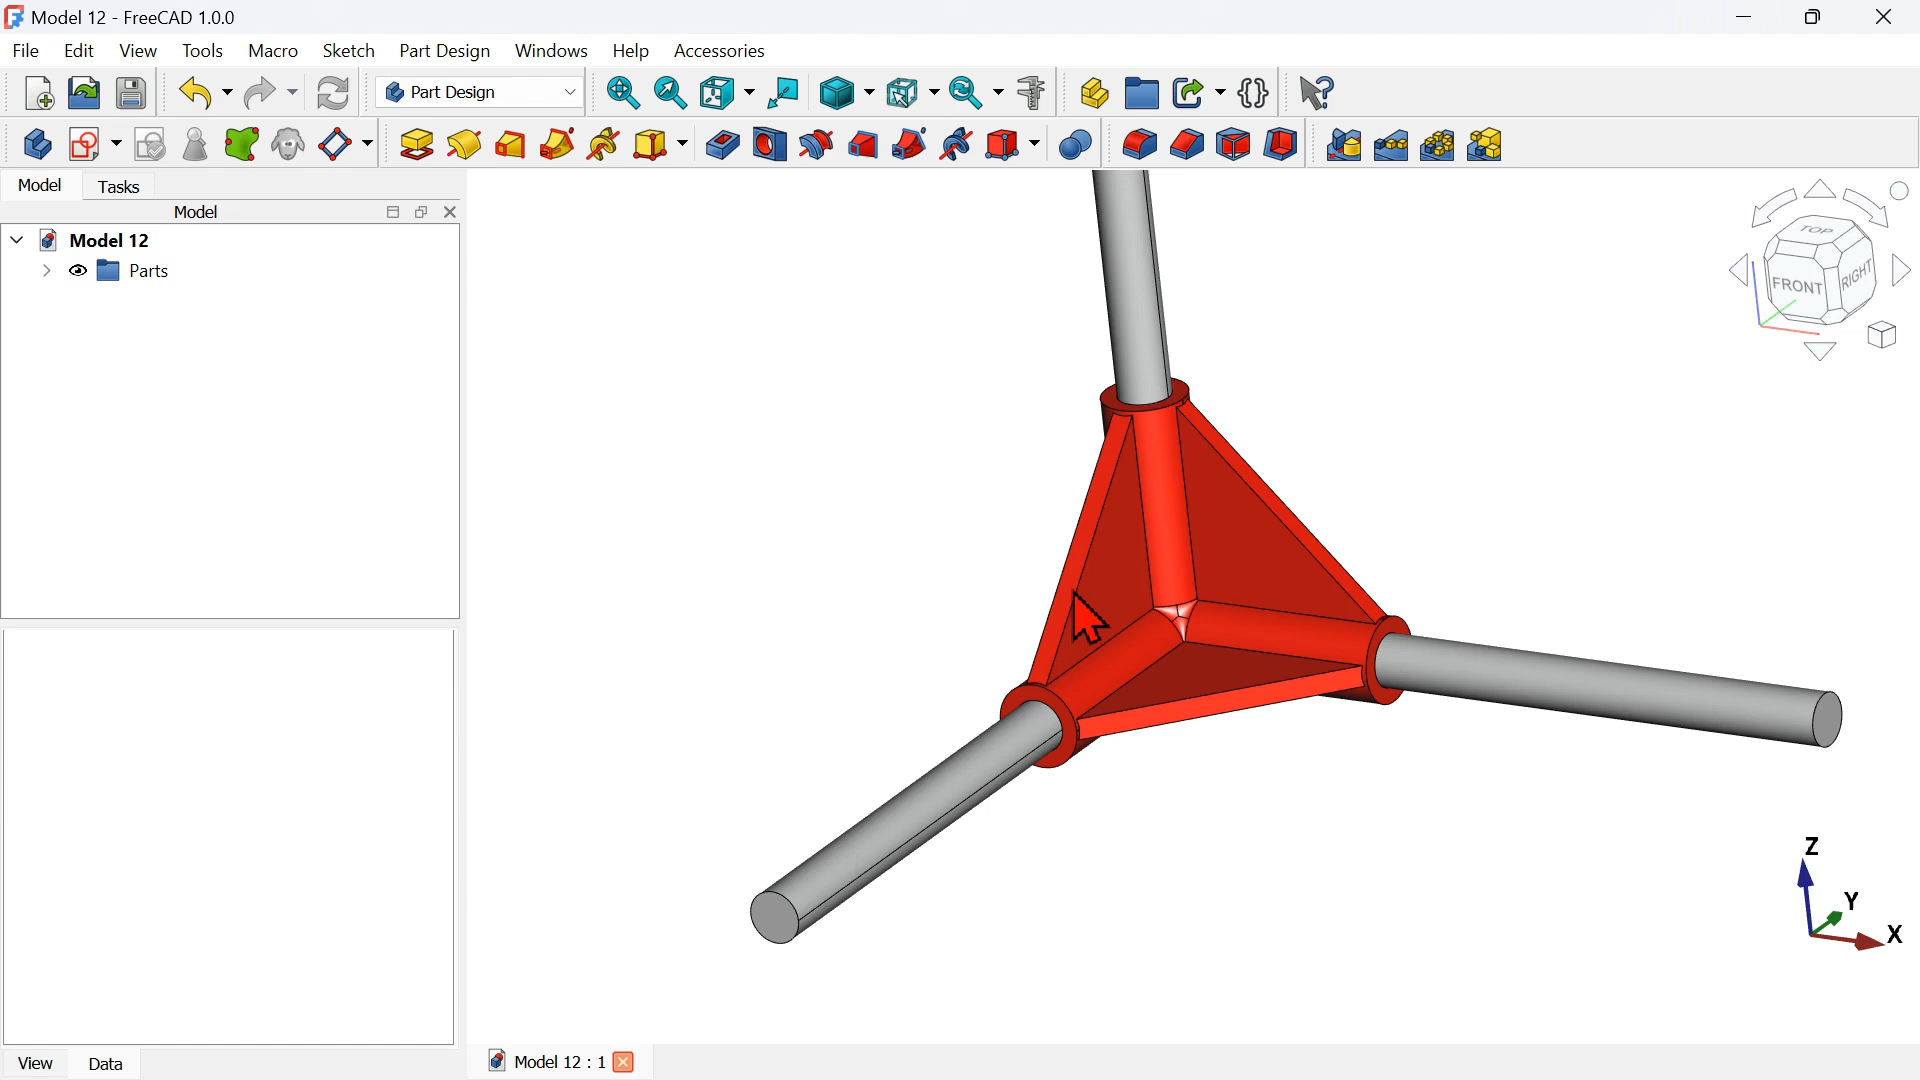 Model 12 - FreeCAD 1.0.0
File Edit View Tools Macro Sketch Part Design Windows Help Accessories
Part Design
Model Tasks
Model
Model 12
Parts
TOP
FRONT RIGHT
Z
Y
X
View Data
Model 12 : 1